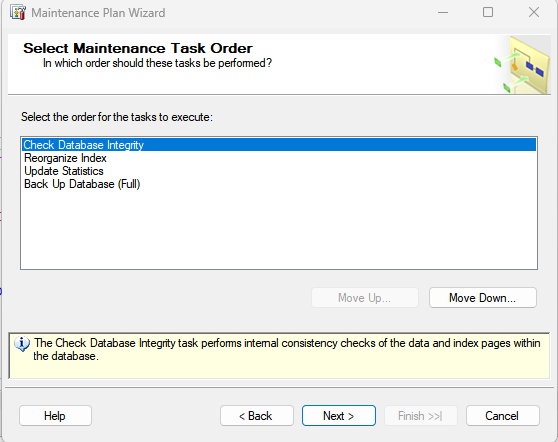 Maintenance Plan Wizard
Select Maintenance Task Order
In which order should these tasks be performed?
Select the order for the tasks to execute:
Check Database Integrity
Reorganize Index
Update Statistics
Back Up Database (Full)
Move Up...
Move Down...
The Check Database Integrity task performs internal consistency checks of the data and index pages within
the database.
Help
< Back
Next >
Finish >>|
Cancel